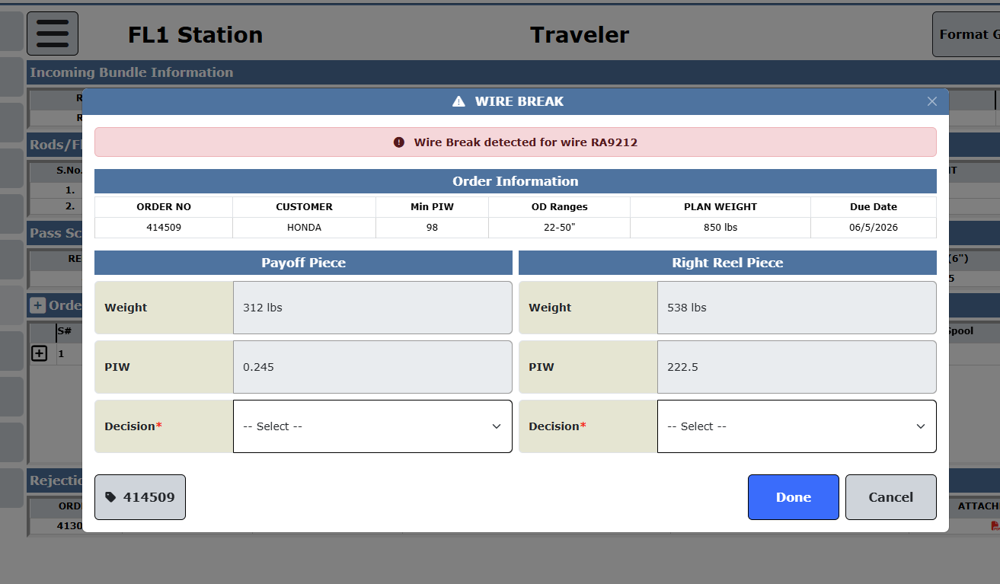 FL1 Station
Traveler
Format G
Incoming Bundle Information
WIRE BREAK
Wire Break detected for wire RA9212
Rods/Fl
S.No.
1.
2.
Order Information
ORDER NO CUSTOMER Min PIW OD Ranges PLAN WEIGHT Due Date
414509 HONDA 98 22-50" 850 lbs 06/5/2026
Pass Sc
RE
(6")
5
Payoff Piece
Right Reel Piece
Weight 312 lbs
Weight 538 lbs
PIW 0.245
PIW 222.5
Decision* -- Select --
Decision* -- Select --
Orde
S#
1
Spool
414509
Done
Cancel
Rejectio
ORD
4130
ATTACH